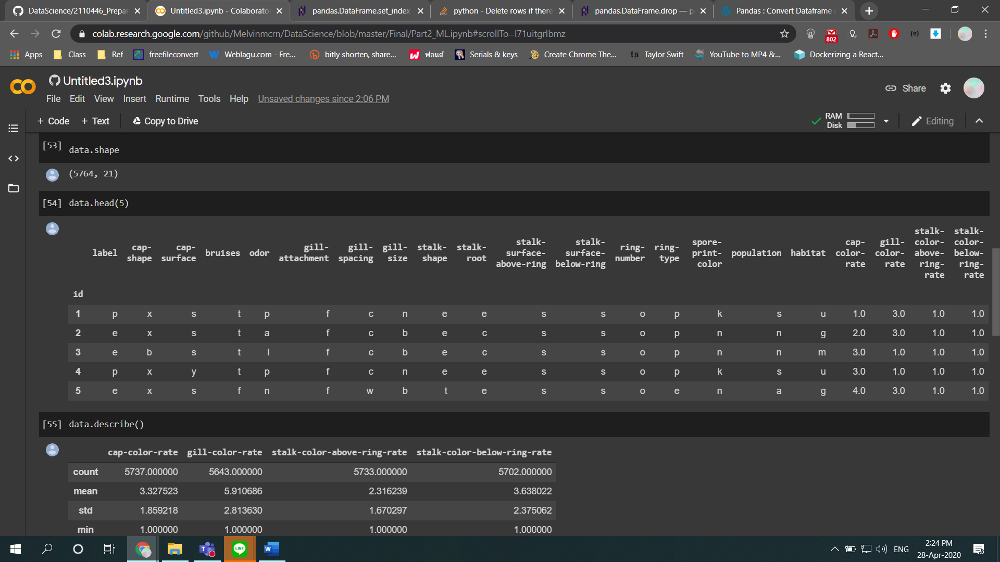 DataScience/2110446_Prepar
Untitled3.ipynb - Colaborato
pandas.DataFrame.set_index
python - Delete rows if there
pandas.DataFrame.drop — p
Pandas : Convert Dataframe
colab.research.google.com/github/Melvinmcrn/DataScience/blob/master/Final/Part2_ML.ipynb#scrollTo=l71uitgrIbmz
802
Apps
Class
Ref
freefileconvert
Weblagu.com - Fre...
bitly shorten, share...
ฟอนต์
Serials & keys
Create Chrome The...
ts Taylor Swift
YouTube to MP4 &...
Dockerizing a React...
Untitled3.ipynb
Share
File Edit View Insert Runtime Tools Help Unsaved changes since 2:06 PM
+ Code + Text Copy to Drive
RAM
Disk
Editing
[53] data.shape
(5764, 21)
[54] data.head(5)
label cap-shape cap-surface bruises odor gill-attachment gill-spacing gill-size stalk-shape stalk-root stalk-surface-above-ring stalk-surface-below-ring ring-number ring-type spore-print-color population habitat cap-color-rate gill-color-rate stalk-color-above-ring-rate stalk-color-below-ring-rate
id
1 p x s t p f c n e e s s o p k s u 1.0 3.0 1.0 1.0
2 e x s t a f c b e c s s o p n n g 2.0 3.0 1.0 1.0
3 e b s t l f c b e c s s o p n n m 3.0 1.0 1.0 1.0
4 p x y t p f c n e e s s o p k s u 3.0 1.0 1.0 1.0
5 e x s f n f w b t e s s o e n a g 4.0 3.0 1.0 1.0
[55] data.describe()
cap-color-rate gill-color-rate stalk-color-above-ring-rate stalk-color-below-ring-rate
count 5737.000000 5643.000000 5733.000000 5702.000000
mean 3.327523 5.910686 2.316239 3.638022
std 1.859218 2.813630 1.670297 2.375062
min 1.000000 1.000000 1.000000 1.000000
LINE
ENG
2:24 PM
28-Apr-2020